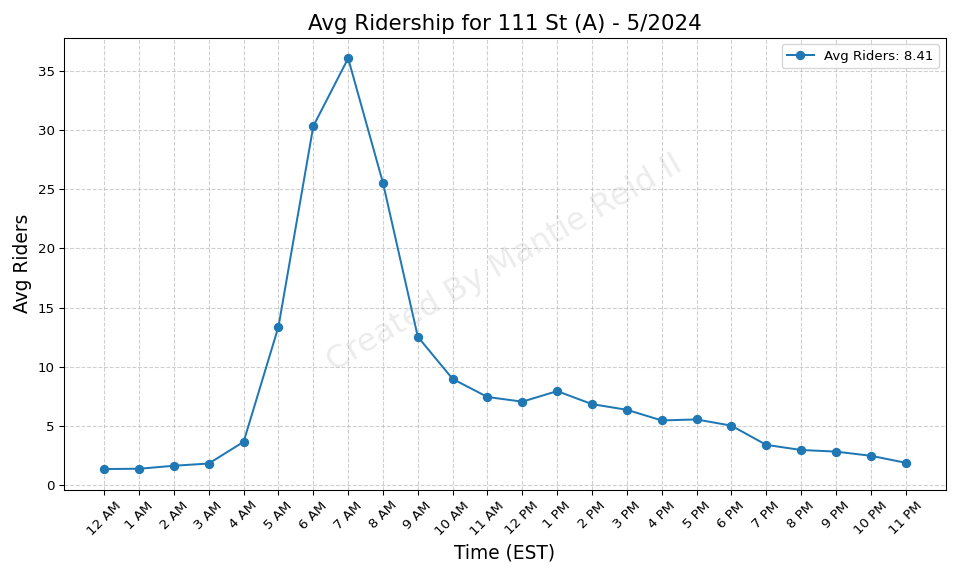 Avg Ridership for 111 St (A) - 5/2024
Avg Riders: 8.41
Avg Riders
35
30
25
20
15
10
5
0
Created By Mantie Reid II
12 AM
1 AM
2 AM
3 AM
4 AM
5 AM
6 AM
7 AM
8 AM
9 AM
10 AM
11 AM
12 PM
1 PM
2 PM
3 PM
4 PM
5 PM
6 PM
7 PM
8 PM
9 PM
10 PM
11 PM
Time (EST)